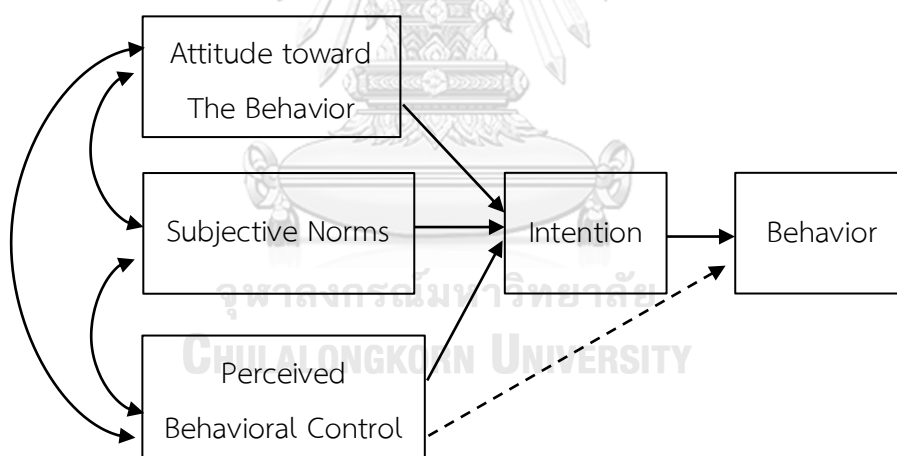 Attitude toward
The Behavior
Subjective Norms
Intention
Behavior
จุฬาลงกรณ์มหาวิทยาลัย
CHULALONGKORN UNIVERSITY
Perceived
Behavioral Control